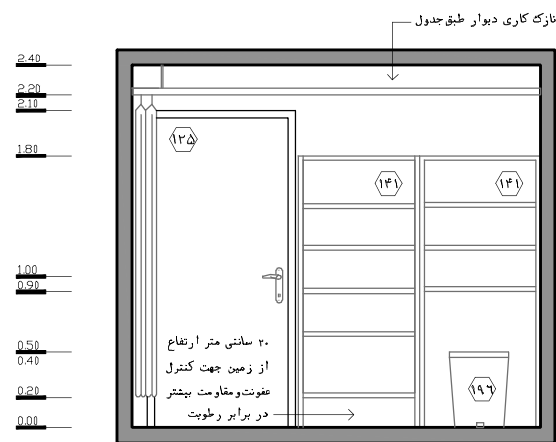 نازک کاری دیوار طبق جدول
2.40
2.20
2.10
1.80
1.00
0.90
0.50
0.40
0.20
0.00
۱۲۵
۱۴۱
۱۴۱
۲۰ سانتی متر ارتفاع
از زمین جهت کنترل
عفونت و مقاومت بیشتر
در برابر رطوبت
۱۹۶